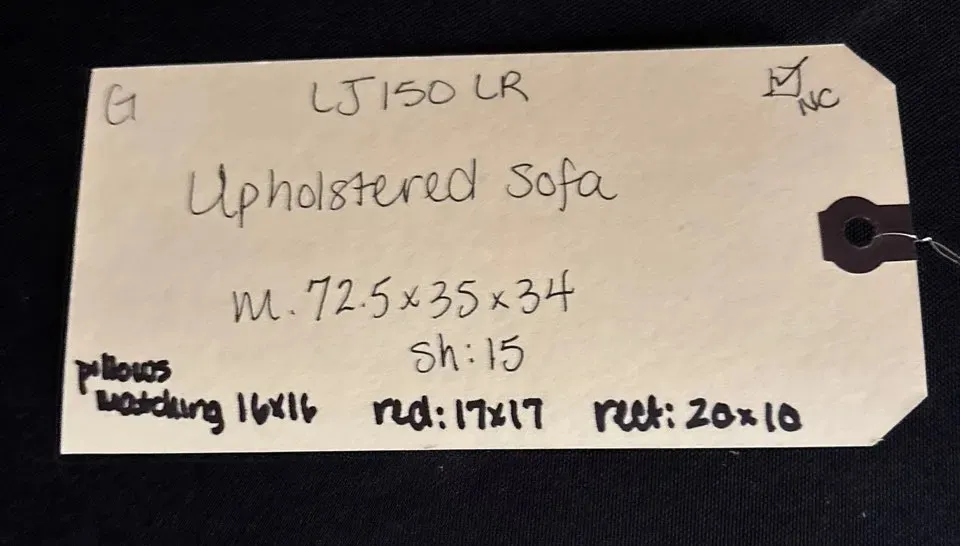 G LJ150 LR NC
Upholstered Sofa
m. 72.5x35x34
sh: 15
pillows
matching 16x16 red: 17x17 rect: 20x10